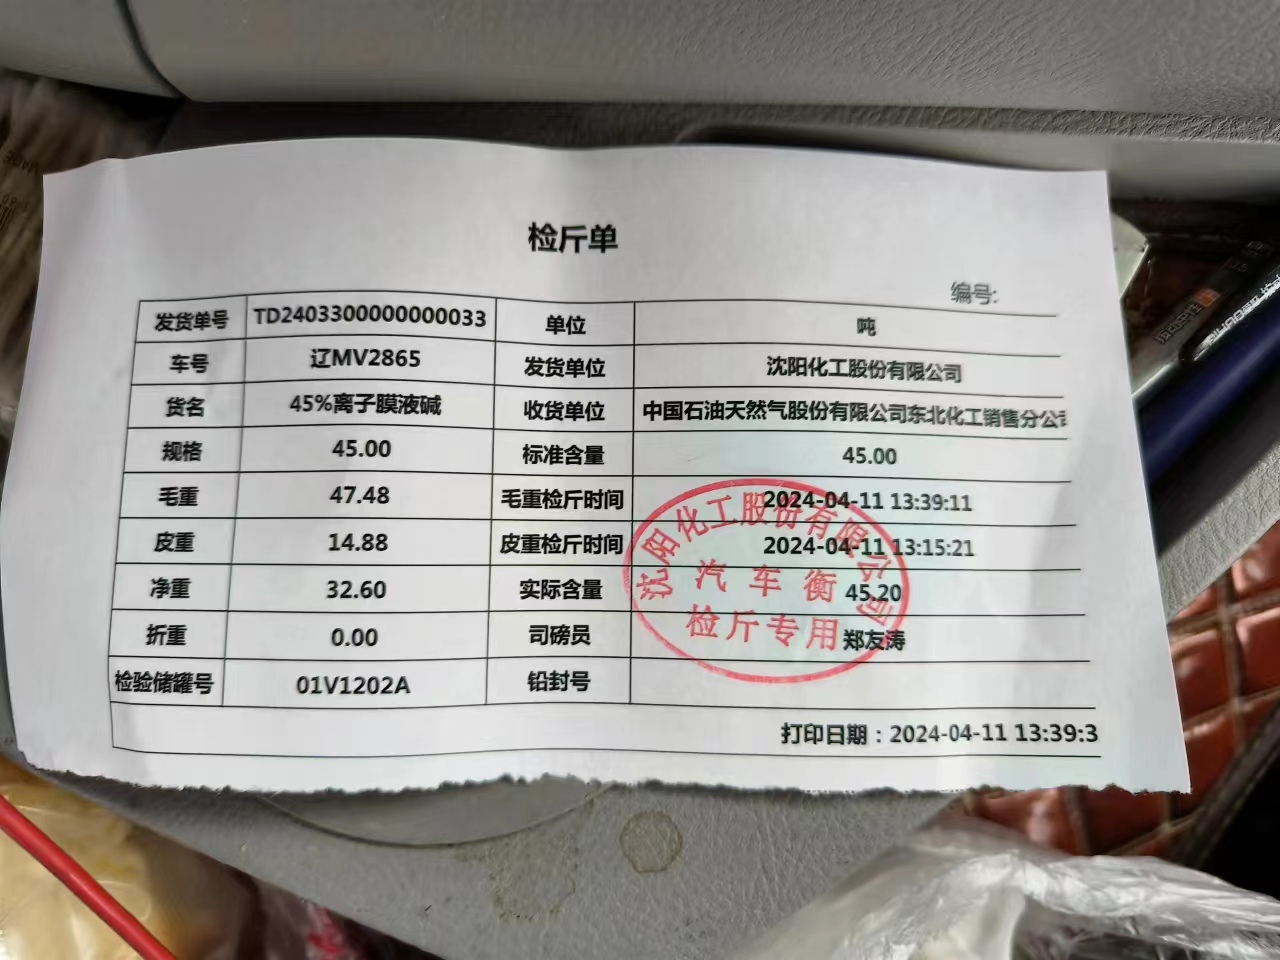 检斤单
编号:
发货单号 TD2403300000000033 单位 吨
车号 辽MV2865 发货单位 沈阳化工股份有限公司
货名 45%离子膜液碱 收货单位 中国石油天然气股份有限公司东北化工销售分公
规格 45.00 标准含量 45.00
毛重 47.48 毛重检斤时间 2024-04-11 13:39:11
皮重 14.88 皮重检斤时间 2024-04-11 13:15:21
净重 32.60 实际含量 45.20
折重 0.00 司磅员 郑友涛
检验储罐号 01V1202A 铅封号
打印日期：2024-04-11 13:39:3
沈阳化工股份有限公司
汽车衡
检斤专用